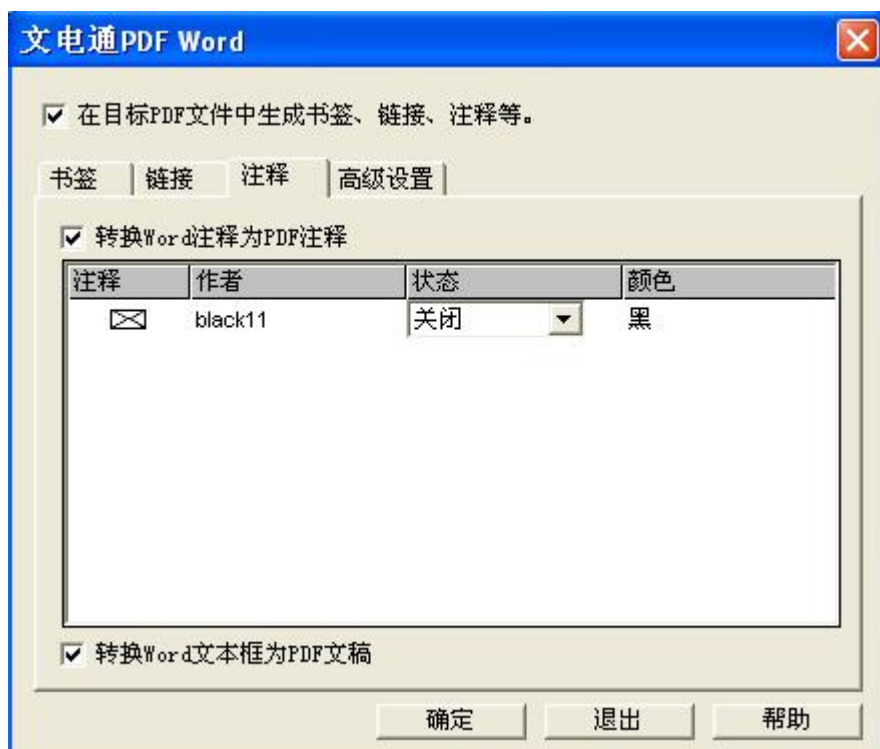 文电通PDF Word
在目标PDF文件中生成书签、链接、注释等。
书签 链接 注释 高级设置
转换Word注释为PDF注释
注释 作者 状态 颜色
black11 关闭 黑
转换Word文本框为PDF文稿
确定 退出 帮助